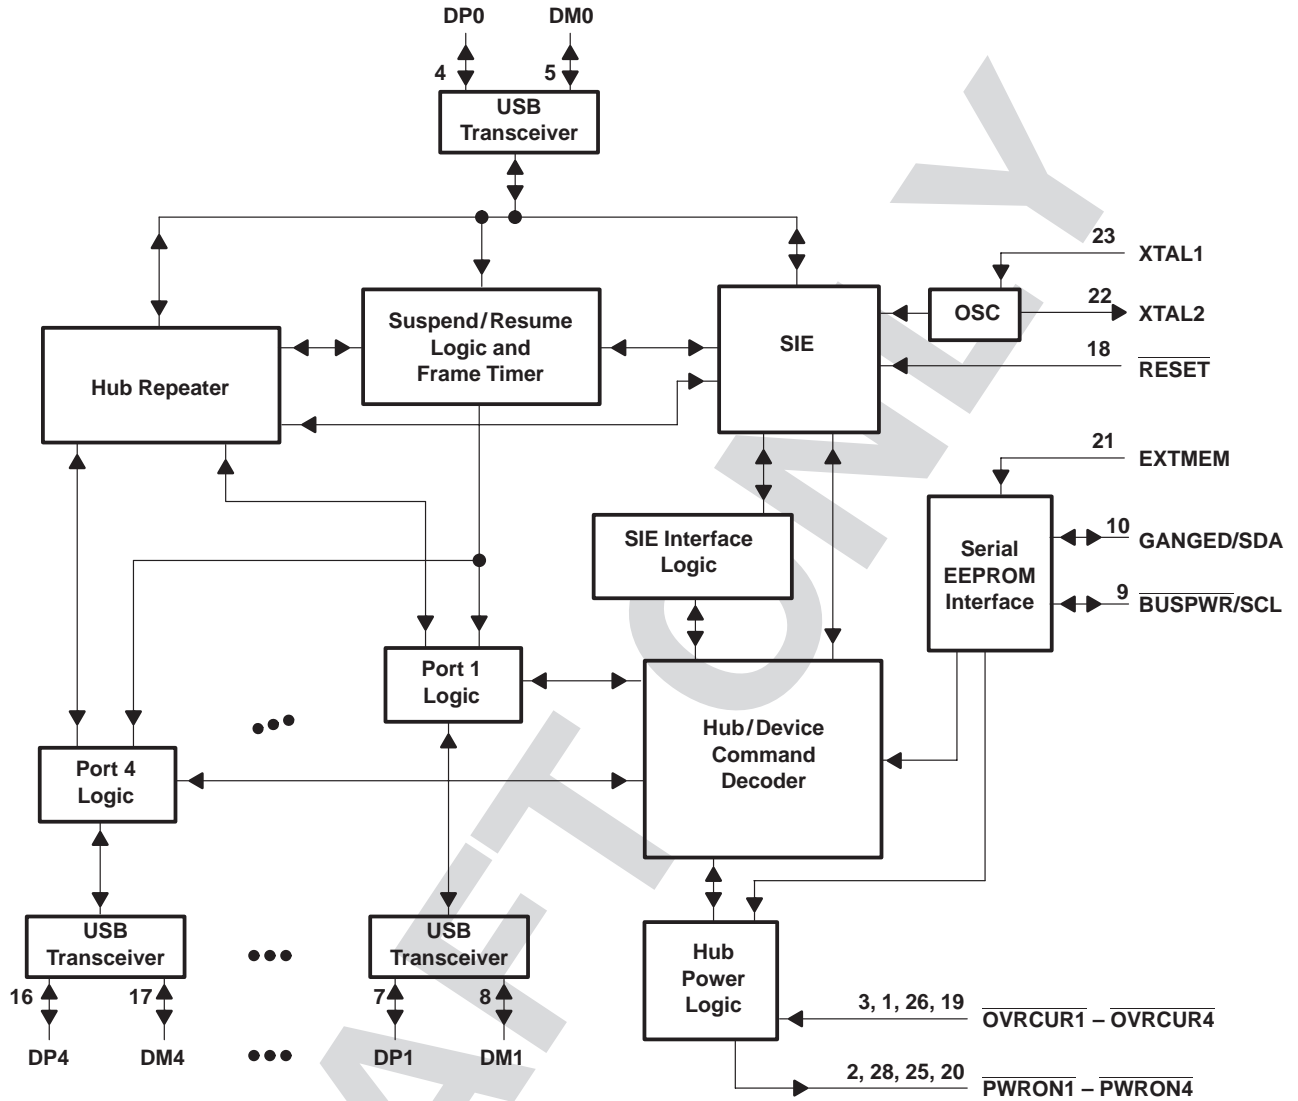 DP0 DM0
4 5
USB
Transceiver
23
XTAL1
22
XTAL2
OSC
18
RESET
Suspend/Resume
Logic and
Frame Timer
SIE
Hub Repeater
21
EXTMEM
10
GANGED/SDA
9
BUSPWR/SCL
Serial
EEPROM
Interface
SIE Interface
Logic
Port 1
Logic
Hub/Device
Command
Decoder
Port 4
Logic
USB
Transceiver
USB
Transceiver
Hub
Power
Logic
16 17 7 8
DP4 DM4 DP1 DM1
3, 1, 26, 19
OVRCUR1 – OVRCUR4
2, 28, 25, 20
PWRON1 – PWRON4
AFT ONLY